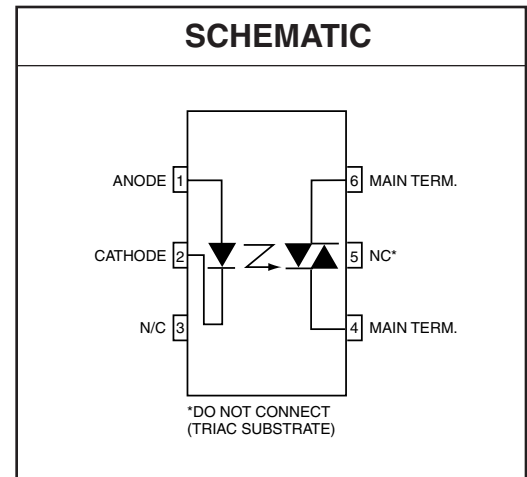 SCHEMATIC
ANODE 1
6 MAIN TERM.
CATHODE 2
5 NC*
N/C 3
4 MAIN TERM.
*DO NOT CONNECT
(TRIAC SUBSTRATE)